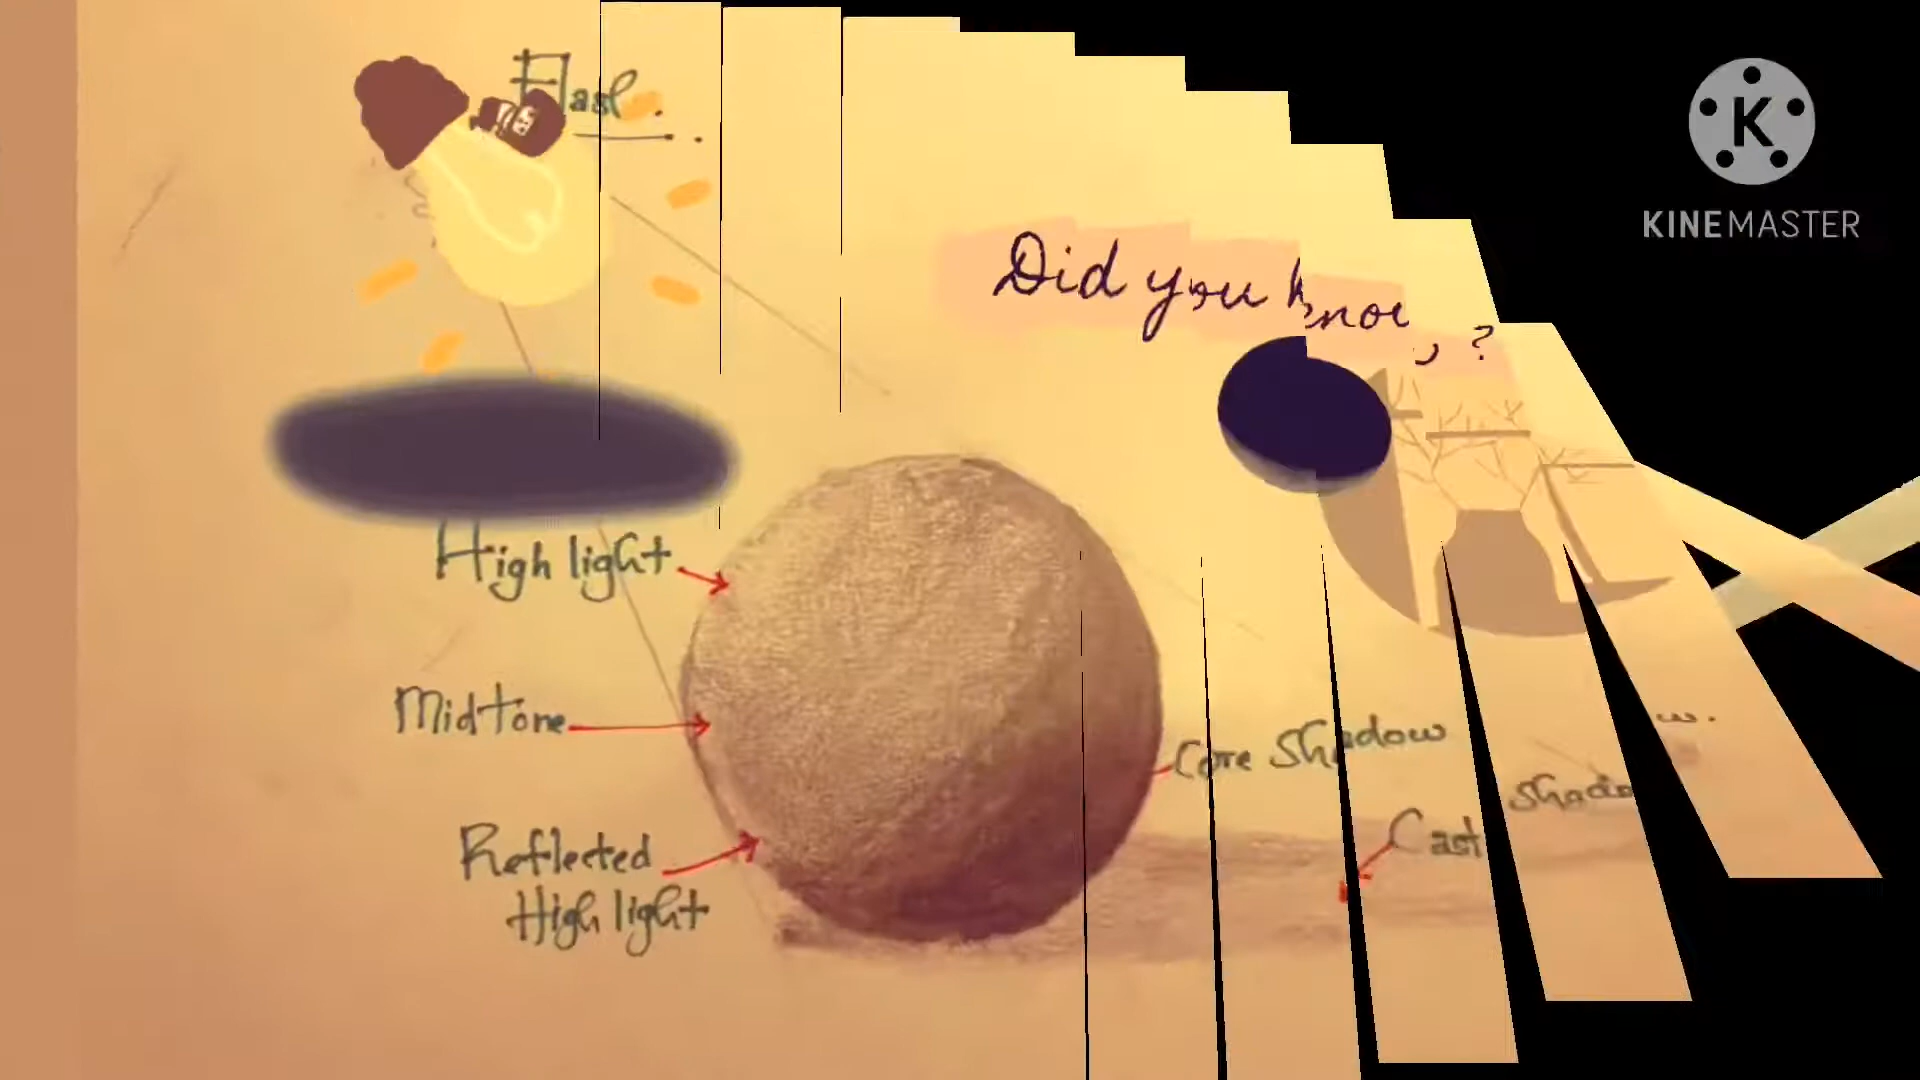 Flash.
Did you know, ?
High light
Midtone
Reflected
High light
Core Shadow
Cast Shadow
KINEMASTER